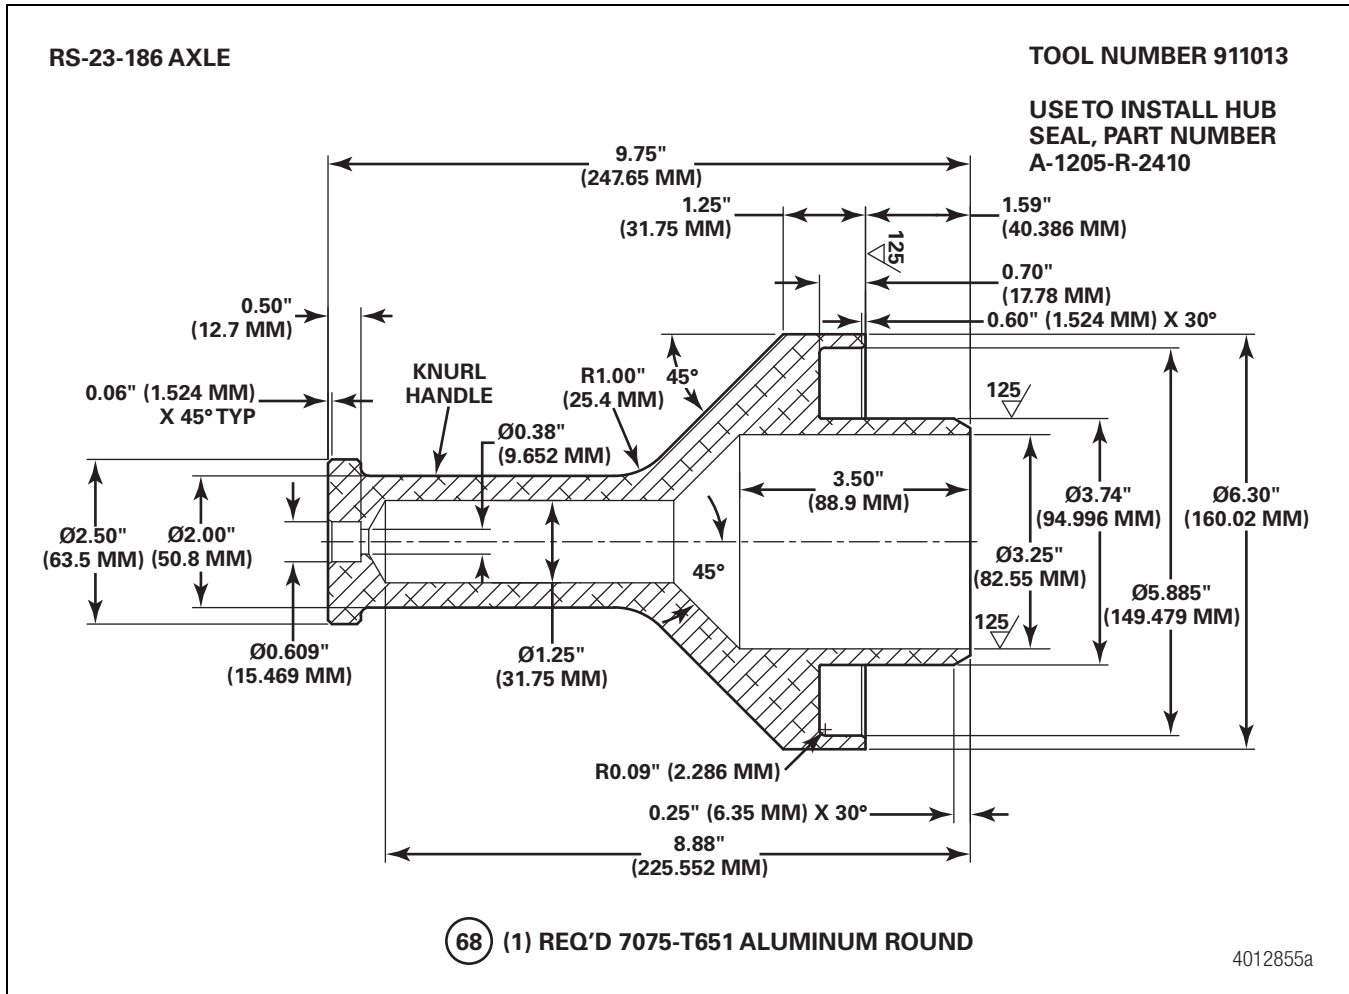 RS-23-186 AXLE
TOOL NUMBER 911013
USE TO INSTALL HUB
SEAL, PART NUMBER
A-1205-R-2410
9.75"
(247.65 MM)
1.25"
(31.75 MM)
1.59"
(40.386 MM)
125
0.70"
(17.78 MM)
0.60" (1.524 MM) X 30°
0.50"
(12.7 MM)
0.06" (1.524 MM)
X 45° TYP
KNURL
HANDLE
R1.00"
(25.4 MM)
45°
125
Ø0.38"
(9.652 MM)
3.50"
(88.9 MM)
Ø2.50"
(63.5 MM)
Ø2.00"
(50.8 MM)
Ø3.74"
(94.996 MM)
Ø6.30"
(160.02 MM)
Ø3.25"
(82.55 MM)
45°
Ø5.885"
(149.479 MM)
125
Ø0.609"
(15.469 MM)
Ø1.25"
(31.75 MM)
R0.09" (2.286 MM)
0.25" (6.35 MM) X 30°
8.88"
(225.552 MM)
68 (1) REQ'D 7075-T651 ALUMINUM ROUND
4012855a